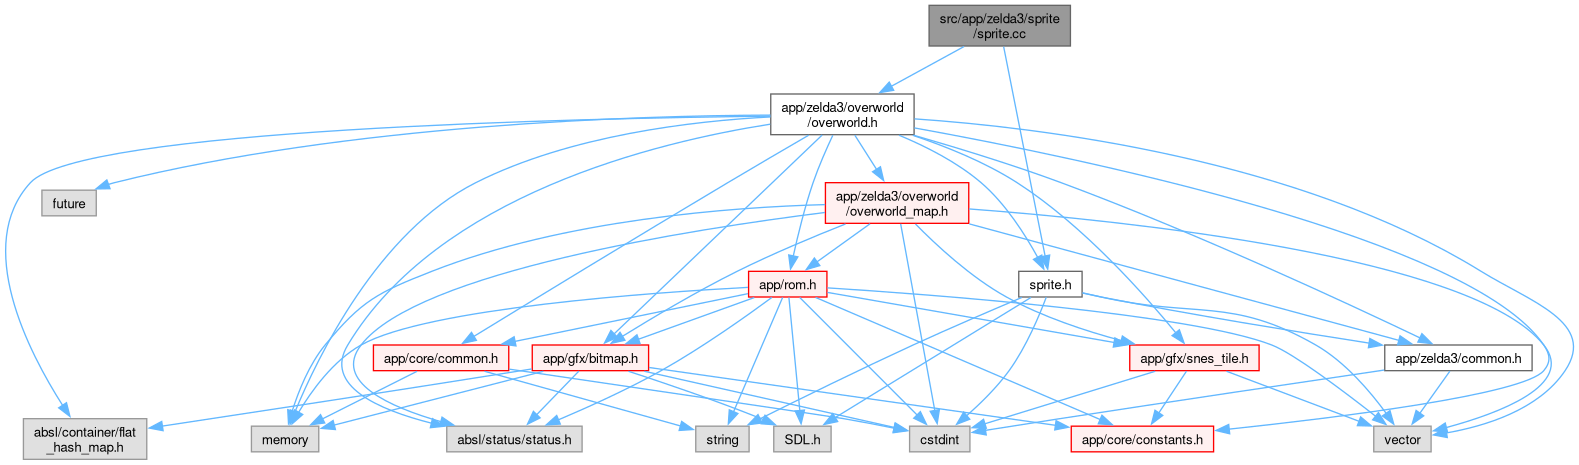 src/app/zelda3/sprite
/sprite.cc
app/zelda3/overworld
/overworld.h
app/zelda3/overworld
/overworld_map.h
future
app/rom.h
sprite.h
app/core/common.h
app/gfx/bitmap.h
app/gfx/snes_tile.h
app/zelda3/common.h
absl/container/flat
_hash_map.h
memory
absl/status/status.h
string
SDL.h
cstdint
app/core/constants.h
vector